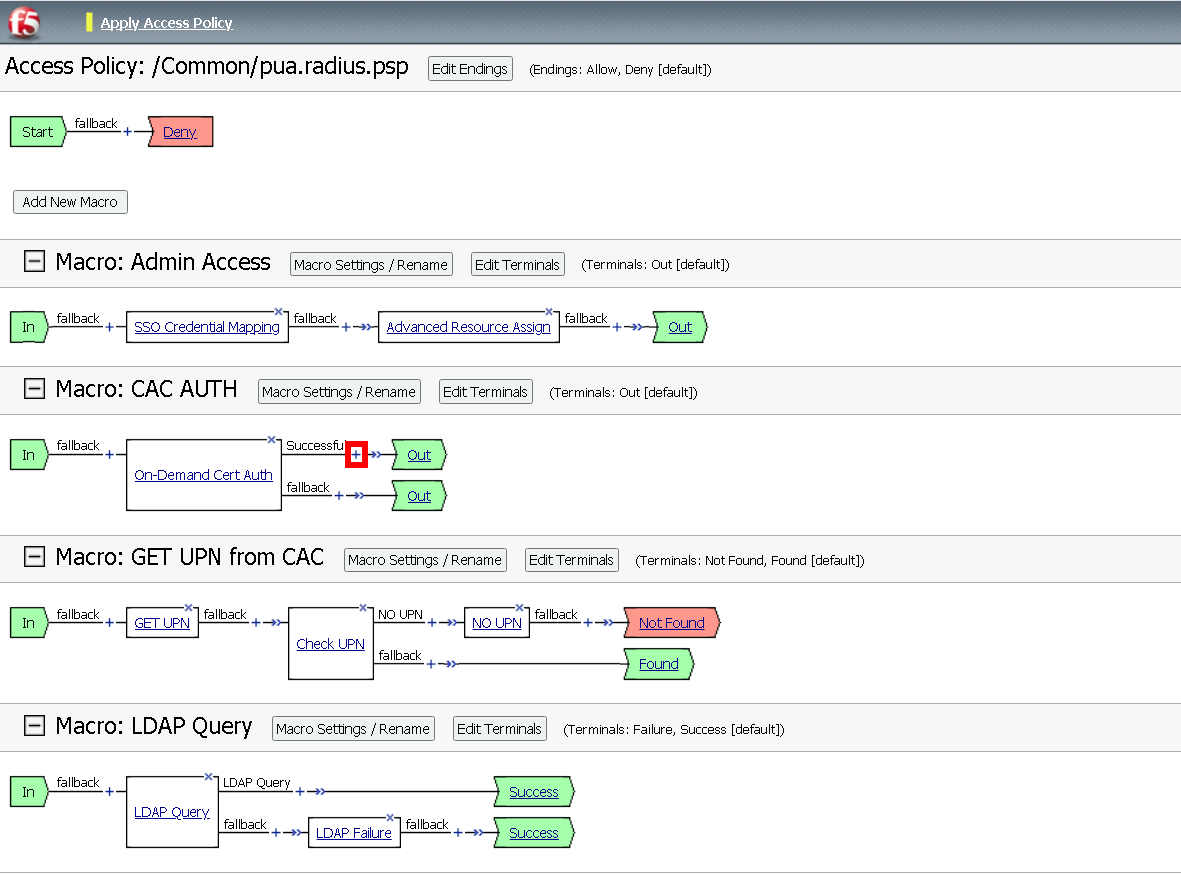 f5 Apply Access Policy
Access Policy: /Common/pua.radius.psp Edit Endings (Endings: Allow, Deny [default])
Start fallback + Deny
Add New Macro
Macro: Admin Access Macro Settings / Rename Edit Terminals (Terminals: Out [default])
In fallback + SSO Credential Mapping fallback + Advanced Resource Assign fallback + Out
Macro: CAC AUTH Macro Settings / Rename Edit Terminals (Terminals: Out [default])
In fallback + On-Demand Cert Auth Successful + Out
fallback + Out
Macro: GET UPN from CAC Macro Settings / Rename Edit Terminals (Terminals: Not Found, Found [default])
In fallback + GET UPN fallback + Check UPN NO UPN + NO UPN fallback + Not Found
fallback + Found
Macro: LDAP Query Macro Settings / Rename Edit Terminals (Terminals: Failure, Success [default])
In fallback + LDAP Query LDAP Query + Success
fallback + LDAP Failure fallback + Success